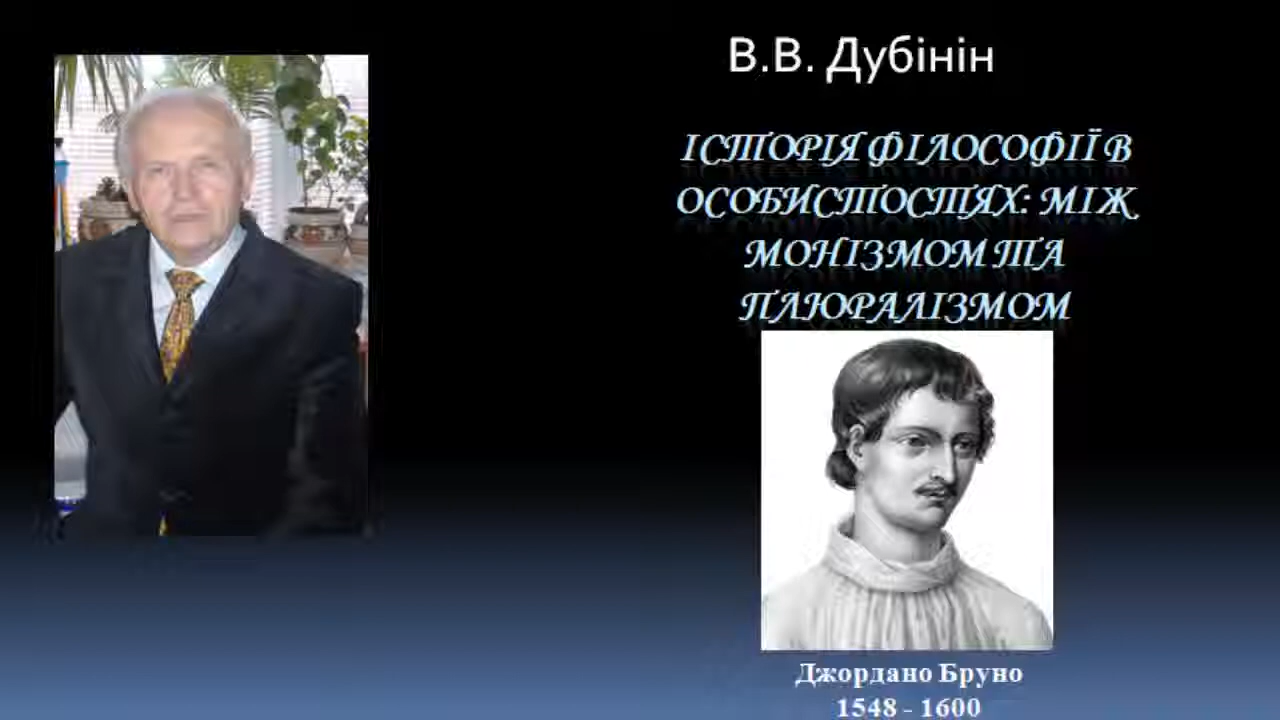 В.В. Дубінін
ІСТОРІЯ ФІЛОСОФІЇ В
ОСОБИСТОСТЯХ: МІЖ
МОНІЗМОМ ТА
ПЛЮРАЛІЗМОМ
Джордано Бруно
1548 - 1600